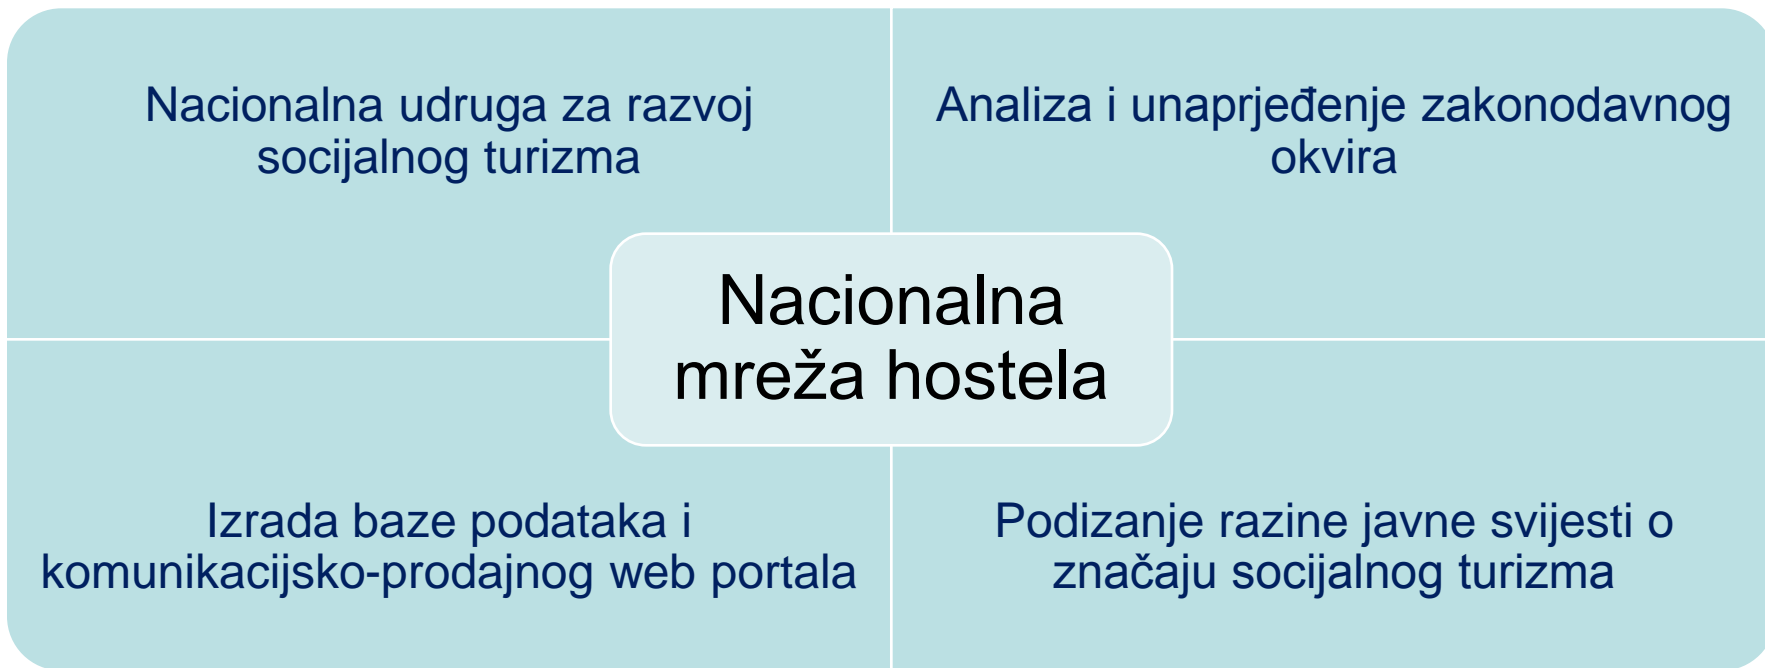 Nacionalna udruga za razvoj
socijalnog turizma
Analiza i unaprjeđenje zakonodavnog
okvira
Nacionalna
mreža hostela
Izrada baze podataka i
komunikacijsko-prodajnog web portala
Podizanje razine javne svijesti o
značaju socijalnog turizma